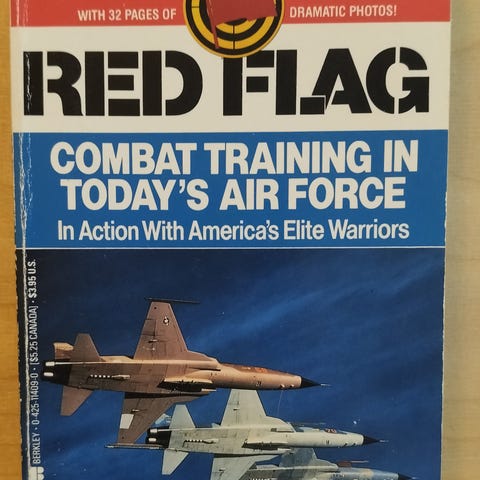 WITH 32 PAGES OF DRAMATIC PHOTOS!
RED FLAG
COMBAT TRAINING IN
TODAY'S AIR FORCE
In Action With America's Elite Warriors
BERKLEY · 0-425-11409-0 · [$5.25 CANADA] · $3.95 U.S.